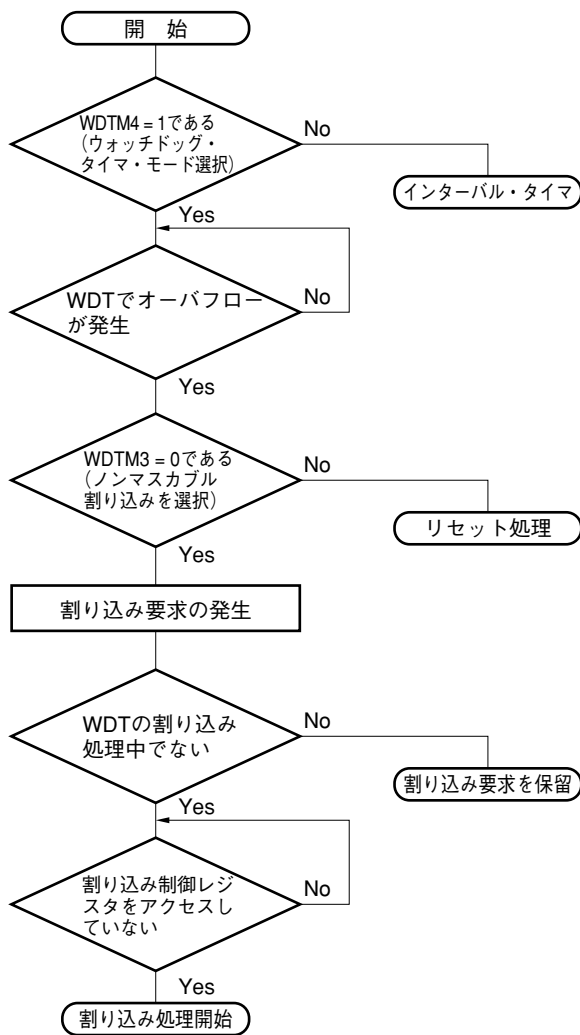 開　始
WDTM4 = 1である
（ウォッチドッグ・
タイマ・モード選択）
No
インターバル・タイマ
Yes
WDTでオーバフロー
が発生
No
Yes
WDTM3 = 0である
（ノンマスカブル
割り込みを選択）
No
リセット処理
Yes
割り込み要求の発生
WDTの割り込み
処理中でない
No
割り込み要求を保留
Yes
割り込み制御レジ
スタをアクセスし
ていない
No
Yes
割り込み処理開始